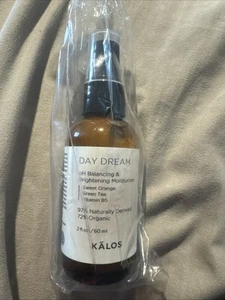 DAY DREAM
pH Balancing &
Brightening Moisturizer
Sweet Orange
Green Tea
Vitamin B5
97% Naturally Derived
72% Organic
2 fl oz / 60 ml
KÃLOS